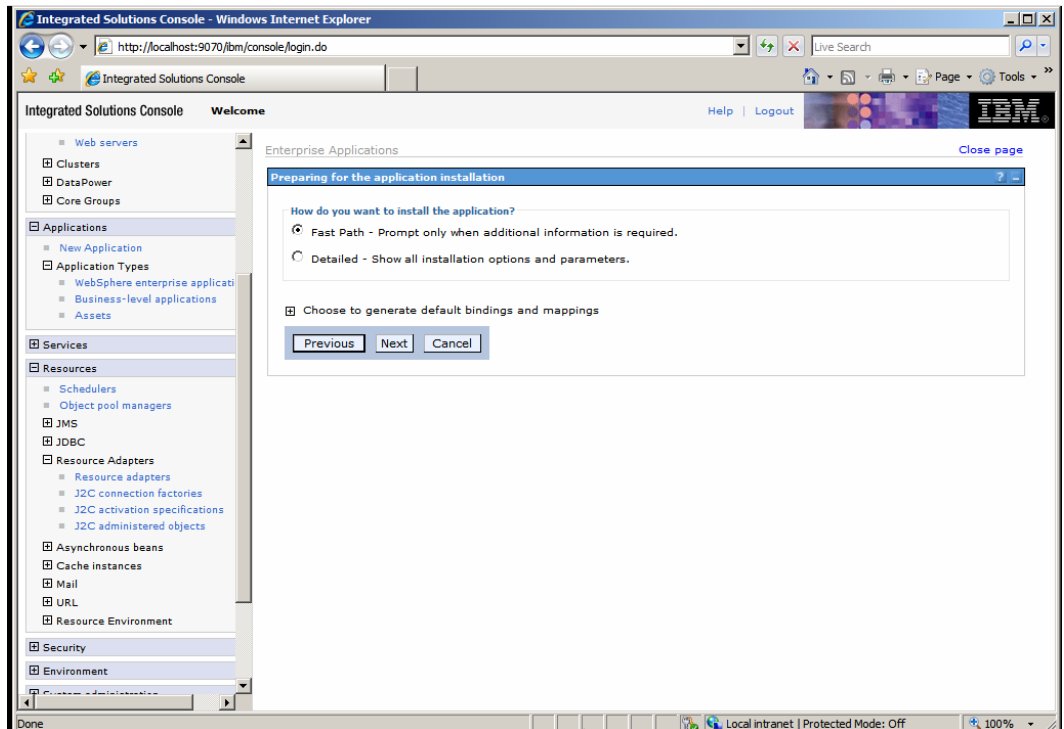 Integrated Solutions Console - Windows Internet Explorer
http://localhost:9070/ibm/console/login.do
Live Search
Integrated Solutions Console
Page
Tools
Integrated Solutions Console Welcome
Help | Logout
IBM
Web servers
Clusters
DataPower
Core Groups
Applications
New Application
Application Types
WebSphere enterprise applicati
Business-level applications
Assets
Services
Resources
Schedulers
Object pool managers
JMS
JDBC
Resource Adapters
Resource adapters
J2C connection factories
J2C activation specifications
J2C administered objects
Asynchronous beans
Cache instances
Mail
URL
Resource Environment
Security
Environment
System administration
Enterprise Applications
Close page
Preparing for the application installation
How do you want to install the application?
Fast Path - Prompt only when additional information is required.
Detailed - Show all installation options and parameters.
Choose to generate default bindings and mappings
Previous Next Cancel
Done
Local intranet | Protected Mode: Off
100%